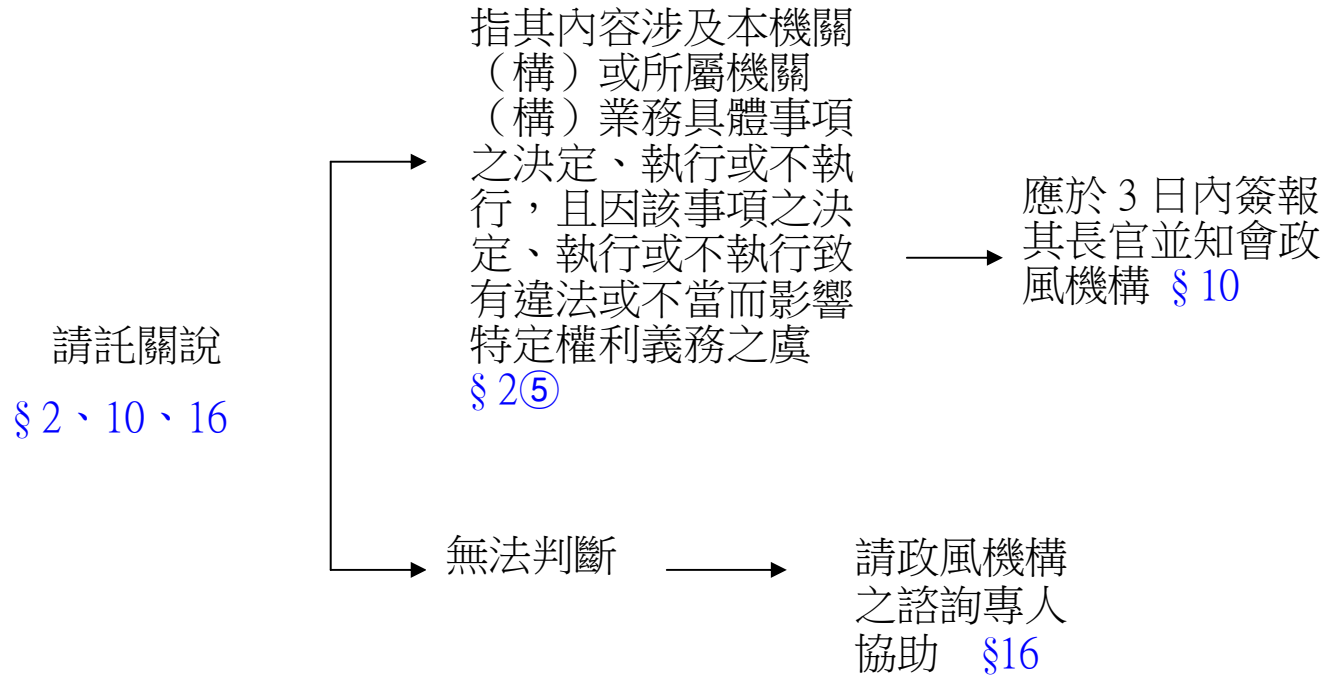 請託關說
§ 2、10、16
指其內容涉及本機關
（構）或所屬機關
（構）業務具體事項
之決定、執行或不執
行，且因該事項之決
定、執行或不執行致
有違法或不當而影響
特定權利義務之虞
§ 2⑤
應於 3 日內簽報
其長官並知會政
風機構 § 10
無法判斷
請政風機構
之諮詢專人
協助 §16